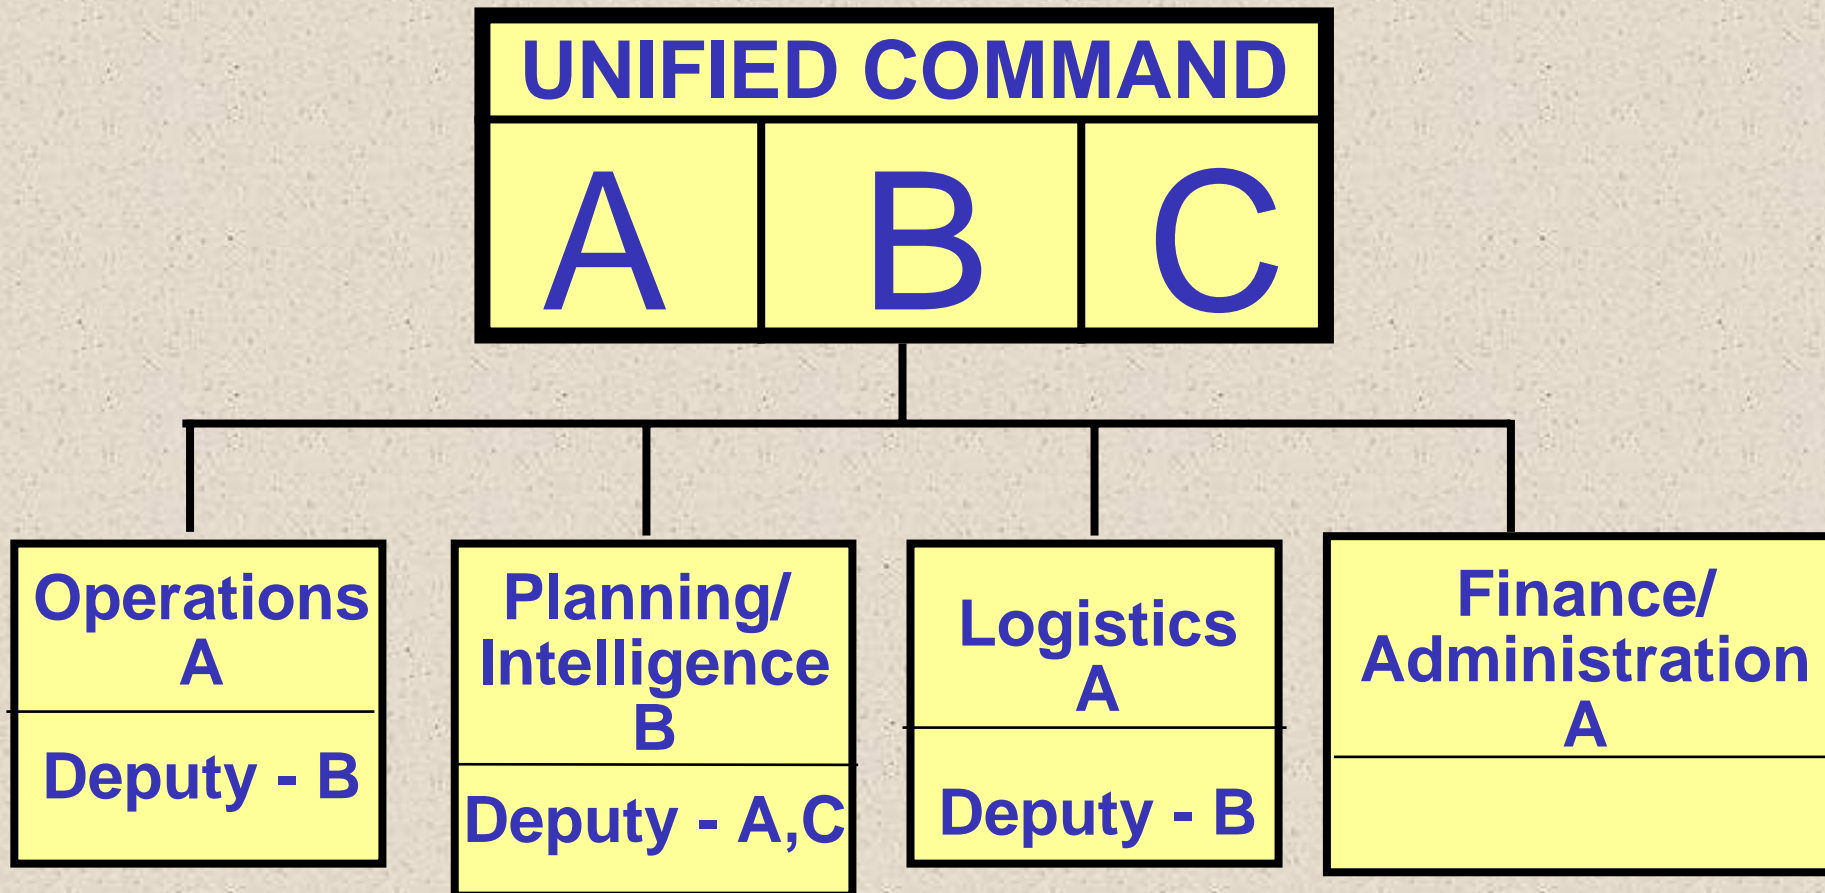 UNIFIED COMMAND
A B C
Operations
A
Deputy - B
Planning/
Intelligence
B
Deputy - A,C
Logistics
A
Deputy - B
Finance/
Administration
A